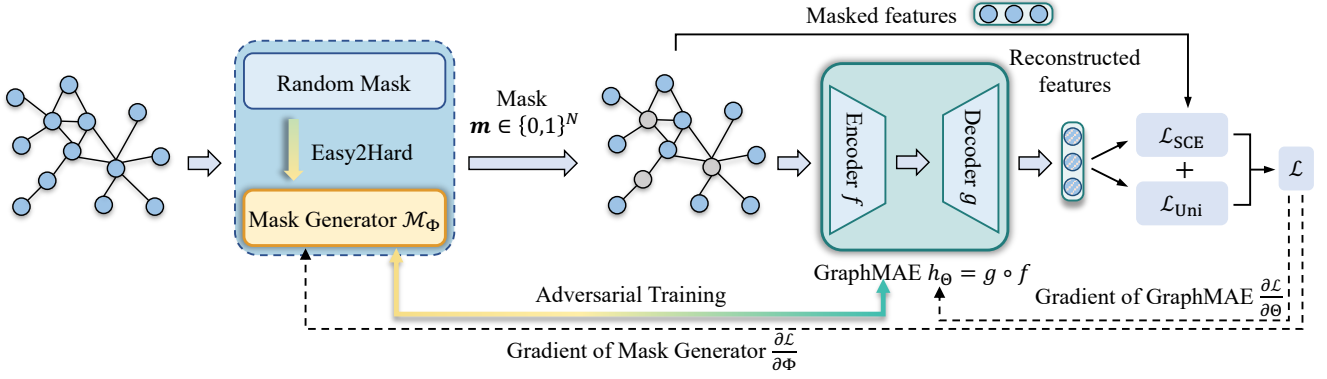 Masked features
Reconstructed
features
Random Mask
Easy2Hard
Mask Generator ℳ_Φ
Mask
𝒎 ∈ {0,1}^N
Encoder f
Decoder g
ℒ_SCE
+
ℒ_Uni
ℒ
GraphMAE h_Θ = g ∘ f
Adversarial Training
Gradient of GraphMAE ∂ℒ/∂Θ
Gradient of Mask Generator ∂ℒ/∂Φ